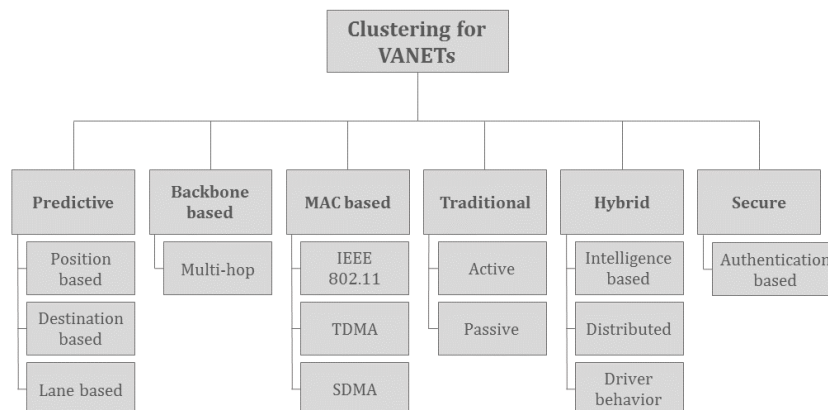 Clustering for
VANETs
Predictive
Backbone
based
MAC based
Traditional
Hybrid
Secure
Position
based
Multi-hop
IEEE
802.11
Active
Intelligence
based
Authentication
based
Destination
based
TDMA
Passive
Distributed
Lane based
SDMA
Driver
behavior